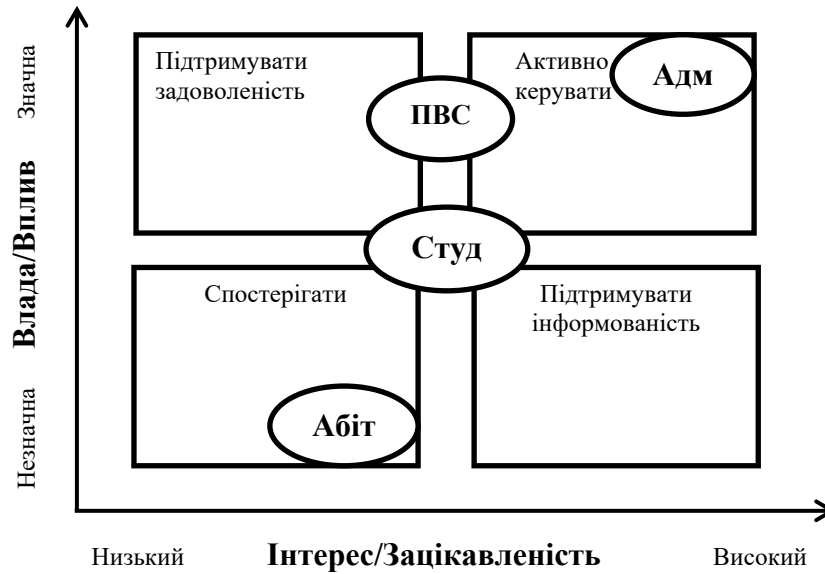 Підтримувати
задоволеність
Активно
керувати
Адм
ПВС
Студ
Спостерігати
Підтримувати
інформованість
Абіт
Значна
Влада/Вплив
Незначна
Низький
Інтерес/Зацікавленість
Високий